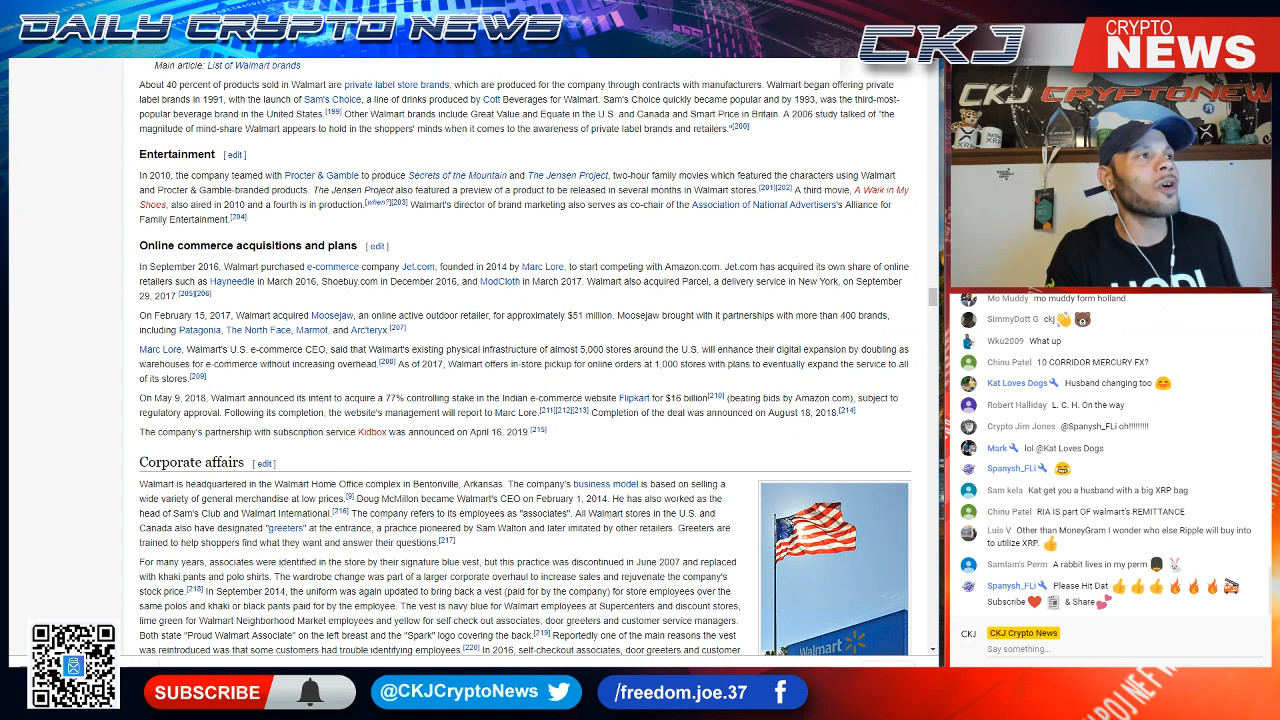 DAILY CRYPTO NEWS
CKJ
CRYPTO
NEWS
Main article: List of Walmart brands
About 40 percent of products sold in Walmart are private label store brands, which are produced for the company through contracts with manufacturers. Walmart began offering private
label brands in 1991, with the launch of Sam's Choice, a line of drinks produced by Cott Beverages for Walmart. Sam's Choice quickly became popular and by 1993, was the third-most-
popular beverage brand in the United States.[199] Other Walmart brands include Great Value and Equate in the U.S. and Canada and Smart Price in Britain. A 2006 study talked of "the
magnitude of mind-share Walmart appears to hold in the shoppers' minds when it comes to the awareness of private label brands and retailers."[200]
Entertainment [ edit ]
In 2010, the company teamed with Procter & Gamble to produce Secrets of the Mountain and The Jensen Project, two-hour family movies which featured the characters using Walmart
and Procter & Gamble-branded products. The Jensen Project also featured a preview of a product to be released in several months in Walmart stores.[201][202] A third movie, A Walk in My
Shoes, also aired in 2010 and a fourth is in production.[when?][203] Walmart's director of brand marketing also serves as co-chair of the Association of National Advertisers's Alliance for
Family Entertainment.[204]
Online commerce acquisitions and plans [ edit ]
In September 2016, Walmart purchased e-commerce company Jet.com, founded in 2014 by Marc Lore, to start competing with Amazon.com. Jet.com has acquired its own share of online
retailers such as Hayneedle in March 2016, Shoebuy.com in December 2016, and ModCloth in March 2017. Walmart also acquired Parcel, a delivery service in New York, on September
29, 2017.[205][206]
On February 15, 2017, Walmart acquired Moosejaw, an online active outdoor retailer, for approximately $51 million. Moosejaw brought with it partnerships with more than 400 brands,
including Patagonia, The North Face, Marmot, and Arc'teryx.[207]
Marc Lore, Walmart's U.S. e-commerce CEO, said that Walmart's existing physical infrastructure of almost 5,000 stores around the U.S. will enhance their digital expansion by doubling as
warehouses for e-commerce without increasing overhead.[208] As of 2017, Walmart offers in-store pickup for online orders at 1,000 stores with plans to eventually expand the service to all
of its stores.[209]
On May 9, 2018, Walmart announced its intent to acquire a 77% controlling stake in the Indian e-commerce website Flipkart for $16 billion[210] (beating bids by Amazon.com), subject to
regulatory approval. Following its completion, the website's management will report to Marc Lore.[211][212][213] Completion of the deal was announced on August 18, 2018.[214]
The company's partnership with subscription service Kidbox was announced on April 16, 2019.[215]
Corporate affairs [ edit ]
Walmart is headquartered in the Walmart Home Office complex in Bentonville, Arkansas. The company's business model is based on selling a
wide variety of general merchandise at low prices.[9] Doug McMillon became Walmart's CEO on February 1, 2014. He has also worked as the
head of Sam's Club and Walmart International.[216] The company refers to its employees as "associates". All Walmart stores in the U.S. and
Canada also have designated "greeters" at the entrance, a practice pioneered by Sam Walton and later imitated by other retailers. Greeters are
trained to help shoppers find what they want and answer their questions.[217]
For many years, associates were identified in the store by their signature blue vest, but this practice was discontinued in June 2007 and replaced
with khaki pants and polo shirts. The wardrobe change was part of a larger corporate overhaul to increase sales and rejuvenate the company's
stock price.[218] In September 2014, the uniform was again updated to bring back a vest (paid for by the company) for store employees over the
same polos and khaki or black pants paid for by the employee. The vest is navy blue for Walmart employees at Supercenters and discount stores,
lime green for Walmart Neighborhood Market employees and yellow for self check out associates; door greeters and customer service managers.
Both state "Proud Walmart Associate" on the left breast and the "Spark" logo covering the back.[219] Reportedly one of the main reasons the vest
was reintroduced was that some customers had trouble identifying employees.[220] In 2016, self-checkout associates, door greeters and customer
Walmart
CKJ CRYPTONEW
XRP
HODL
Mo Muddy mo muddy form holland
SimmyDott G ckj👋🐻
Wku2009 What up
Chinu Patel 10 CORRIDOR MERCURY FX?
Kat Loves Dogs Husband changing too 😊
Robert Halliday L. C. H. On the way
Crypto Jim Jones @Spanysh_FLi oh!!!!!!!!!
Mark lol @Kat Loves Dogs
Spanysh_FLi 😂
Sam kela Kat get you a husband with a big XRP bag
Chinu Patel RIA IS PART OF walmart's REMITTANCE
Luis V Other than MoneyGram I wonder who else Ripple will buy into
to utilize XRP. 👍
SamIam's Perm A rabbit lives in my perm
Spanysh_FLi Please Hit Dat 👍👍👍🔥🔥🔥🚒
Subscribe❤️ & Share💕
CKJ CKJ Crypto News
Say something...
SUBSCRIBE
@CKJCryptoNews
/freedom.joe.37